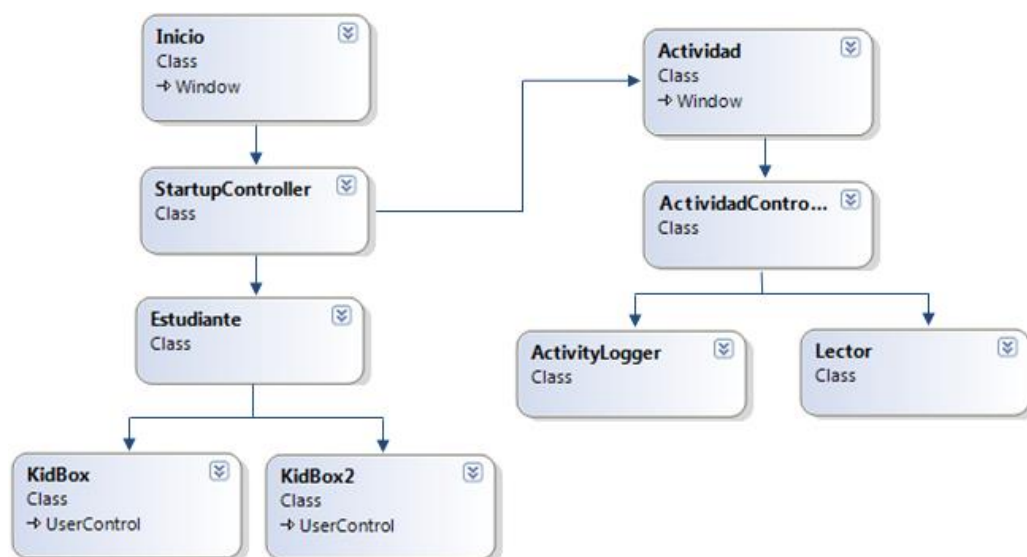 Inicio
Class
Window
StartupController
Class
Estudiante
Class
KidBox
Class
UserControl
KidBox2
Class
UserControl
Actividad
Class
Window
ActividadContro...
Class
ActivityLogger
Class
Lector
Class